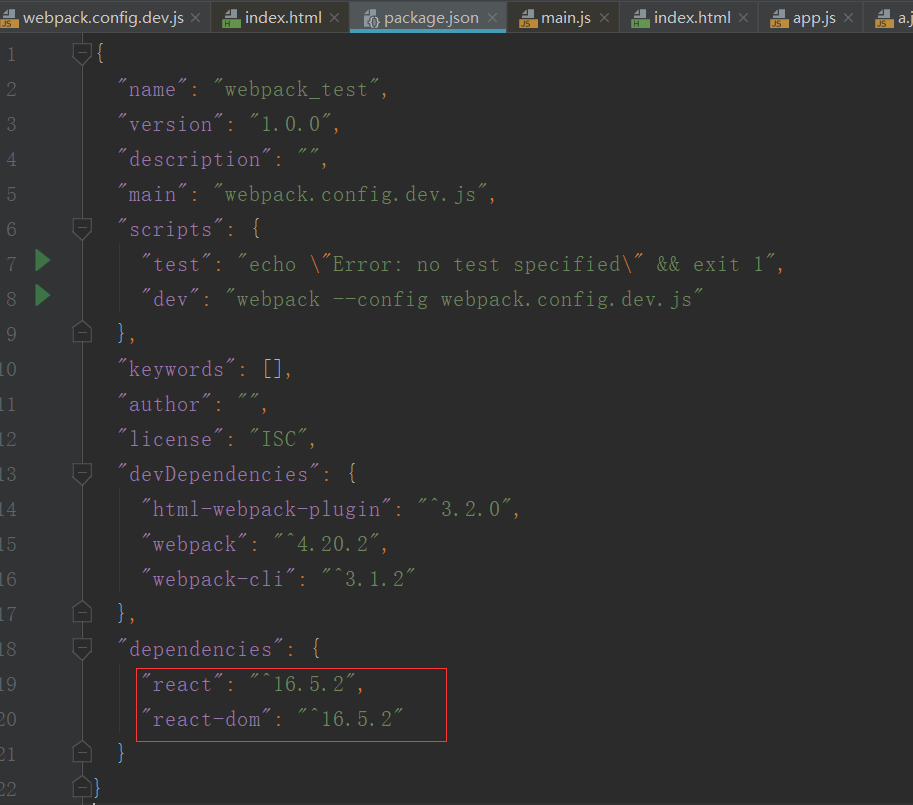 webpack.config.dev.js index.html package.json main.js index.html app.js a.j
1 {
2 "name": "webpack_test",
3 "version": "1.0.0",
4 "description": "",
5 "main": "webpack.config.dev.js",
6 "scripts": {
7 "test": "echo \"Error: no test specified\" && exit 1",
8 "dev": "webpack --config webpack.config.dev.js"
9 },
10 "keywords": [],
11 "author": "",
12 "license": "ISC",
13 "devDependencies": {
14 "html-webpack-plugin": "^3.2.0",
15 "webpack": "^4.20.2",
16 "webpack-cli": "^3.1.2"
17 },
18 "dependencies": {
19 "react": "^16.5.2",
20 "react-dom": "^16.5.2"
21 }
22 }